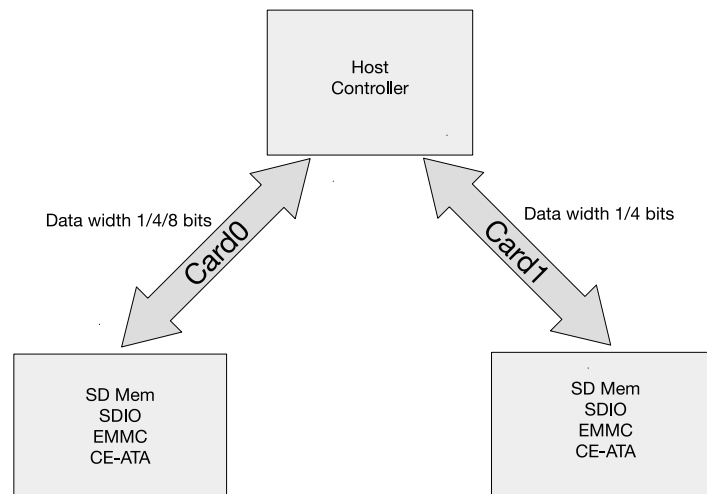 Host
Controller
Data width 1/4/8 bits
Card0
Card1
Data width 1/4 bits
SD Mem
SDIO
EMMC
CE-ATA
SD Mem
SDIO
EMMC
CE-ATA